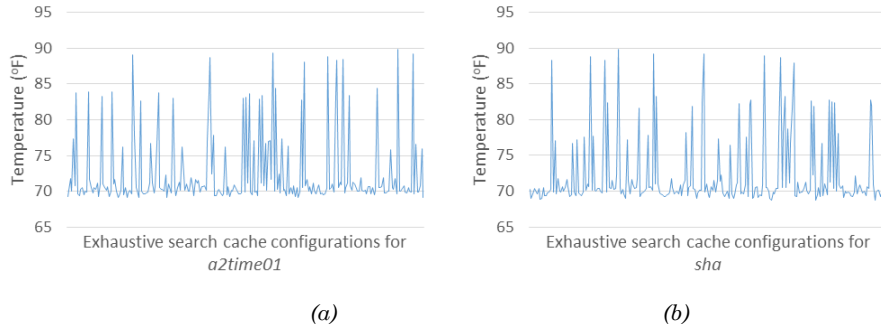 Temperature (°F)
95
90
85
80
75
70
65
Exhaustive search cache configurations for
a2time01
(a)
Temperature (°F)
95
90
85
80
75
70
65
Exhaustive search cache configurations for
sha
(b)